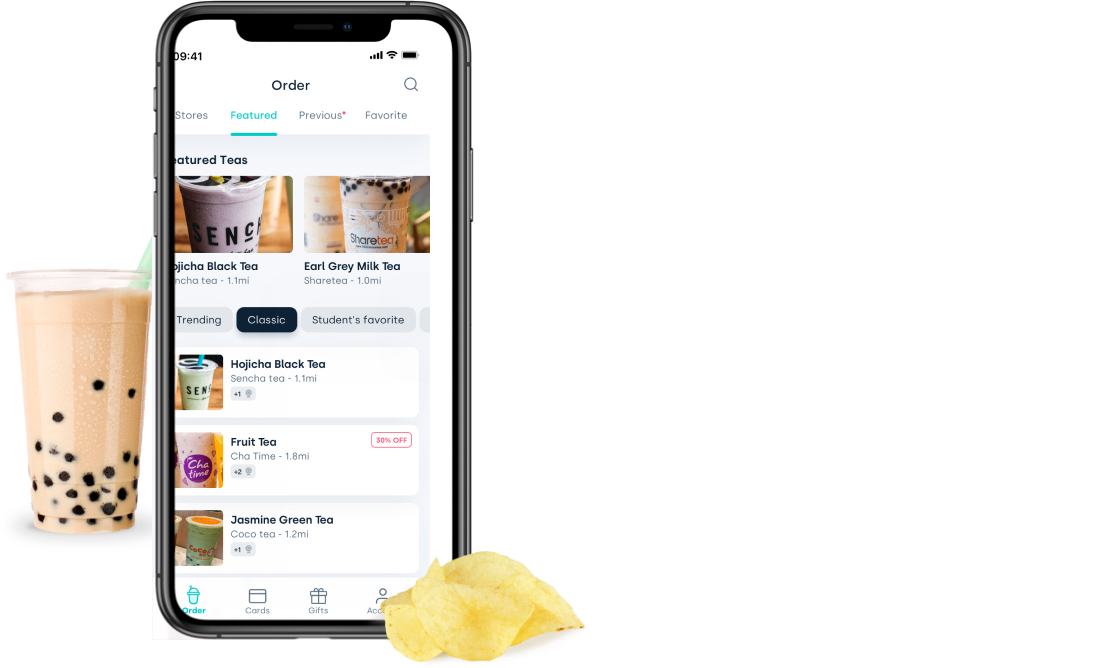 09:41
Order
Stores Featured Previous* Favorite
eatured Teas
SENCH
Share
Sharetea
ojicha Black Tea
Earl Grey Milk Tea
ncha tea - 1.1mi
Sharetea - 1.0mi
Trending Classic Student's favorite
SEN
Hojicha Black Tea
Sencha tea - 1.1mi
+1
Cha time
Fruit Tea
30% OFF
Cha Time - 1.8mi
+2
Coco
Jasmine Green Tea
Coco tea - 1.2mi
+1
Order Cards Gifts Acc